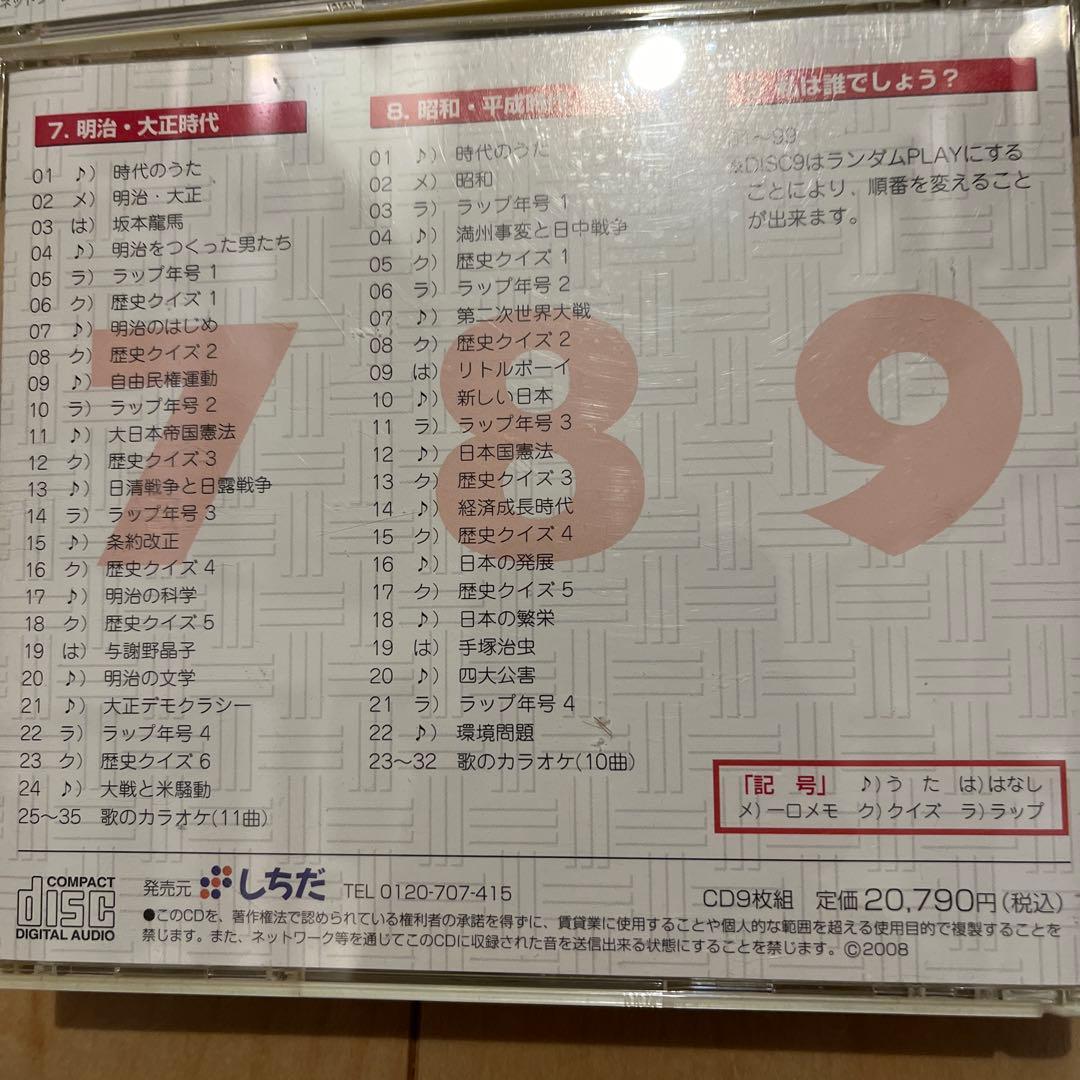 7. 明治・大正時代
01 ♪) 時代のうた
02 メ) 明治・大正
03 は) 坂本龍馬
04 ♪) 明治をつくった男たち
05 ラ) ラップ年号 1
06 ク) 歴史クイズ 1
07 ♪) 明治のはじめ
08 ク) 歴史クイズ 2
09 ♪) 自由民権運動
10 ラ) ラップ年号 2
11 ♪) 大日本帝国憲法
12 ク) 歴史クイズ 3
13 ♪) 日清戦争と日露戦争
14 ラ) ラップ年号 3
15 ♪) 条約改正
16 ク) 歴史クイズ 4
17 ♪) 明治の科学
18 ク) 歴史クイズ 5
19 は) 与謝野晶子
20 ♪) 明治の文学
21 ♪) 大正デモクラシー
22 ラ) ラップ年号 4
23 ク) 歴史クイズ 6
24 ♪) 大戦と米騒動
25〜35 歌のカラオケ(11曲)
7
8. 昭和・平成時
01 ♪) 時代のうた
02 メ) 昭和
03 ラ) ラップ年号 1
04 ♪) 満州事変と日中戦争
05 ク) 歴史クイズ 1
06 ラ) ラップ年号 2
07 ♪) 第二次世界大戦
08 ク) 歴史クイズ 2
09 は) リトルボーイ
10 ♪) 新しい日本
11 ラ) ラップ年号 3
12 ♪) 日本国憲法
13 ク) 歴史クイズ 3
14 ♪) 経済成長時代
15 ク) 歴史クイズ 4
16 ♪) 日本の発展
17 ク) 歴史クイズ 5
18 ♪) 日本の繁栄
19 は) 手塚治虫
20 ♪) 四大公害
21 ラ) ラップ年号 4
22 ♪) 環境問題
23〜32 歌のカラオケ(10曲)
8
私は誰でしょう?
01〜99
※DISC9はランダムPLAYにする
ことにより、順番を変えること
が出来ます。
9
「記 号」 ♪) う た は) はなし
メ) 一口メモ ク) クイズ ラ) ラップ
COMPACT
disc
DIGITAL AUDIO
発売元 しちだ TEL 0120-707-415
CD9枚組 定価 20,790円(税込)
●このCDを、著作権法で認められている権利者の承諾を得ずに、賃貸業に使用することや個人的な範囲を超える使用目的で複製することを
禁じます。また、ネットワーク等を通じてこのCDに収録された音を送信出来る状態にすることを禁じます。©2008